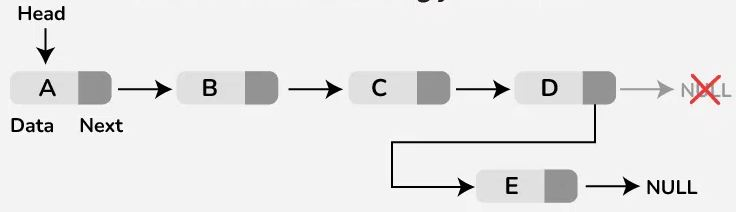 Head
A B C D NULL
Data Next
E NULL